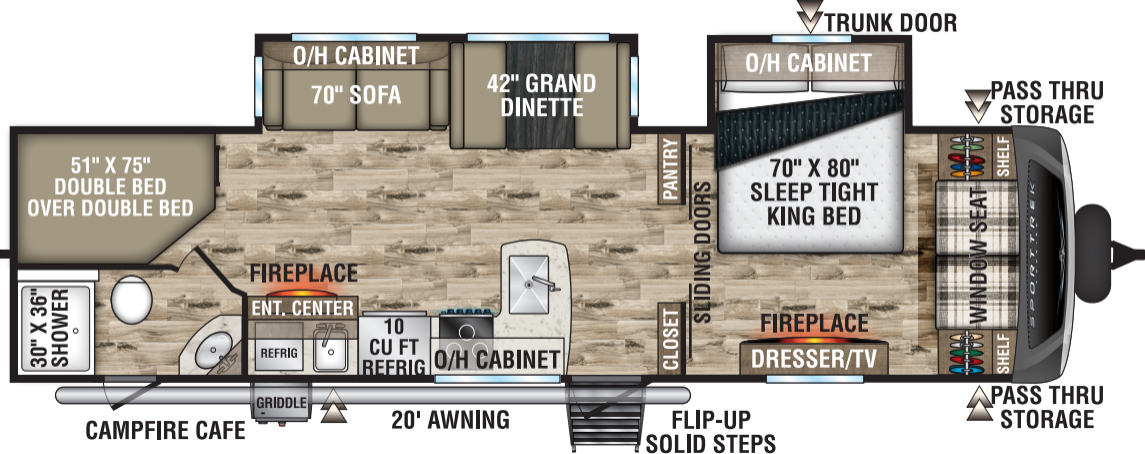 TRUNK DOOR
O/H CABINET
70" SOFA
42" GRAND
DINETTE
O/H CABINET
PASS THRU
STORAGE
51" X 75"
DOUBLE BED
OVER DOUBLE BED
PANTRY
SLIDING DOORS
70" X 80"
SLEEP TIGHT
KING BED
SHELF
WINDOW SEAT
SPORTTREK
30" X 36"
SHOWER
FIREPLACE
ENT. CENTER
REFRIG
10
CU FT
REFRIG
O/H CABINET
CLOSET
FIREPLACE
DRESSER/TV
SHELF
GRIDDLE
CAMPFIRE CAFE
20' AWNING
FLIP-UP
SOLID STEPS
PASS THRU
STORAGE